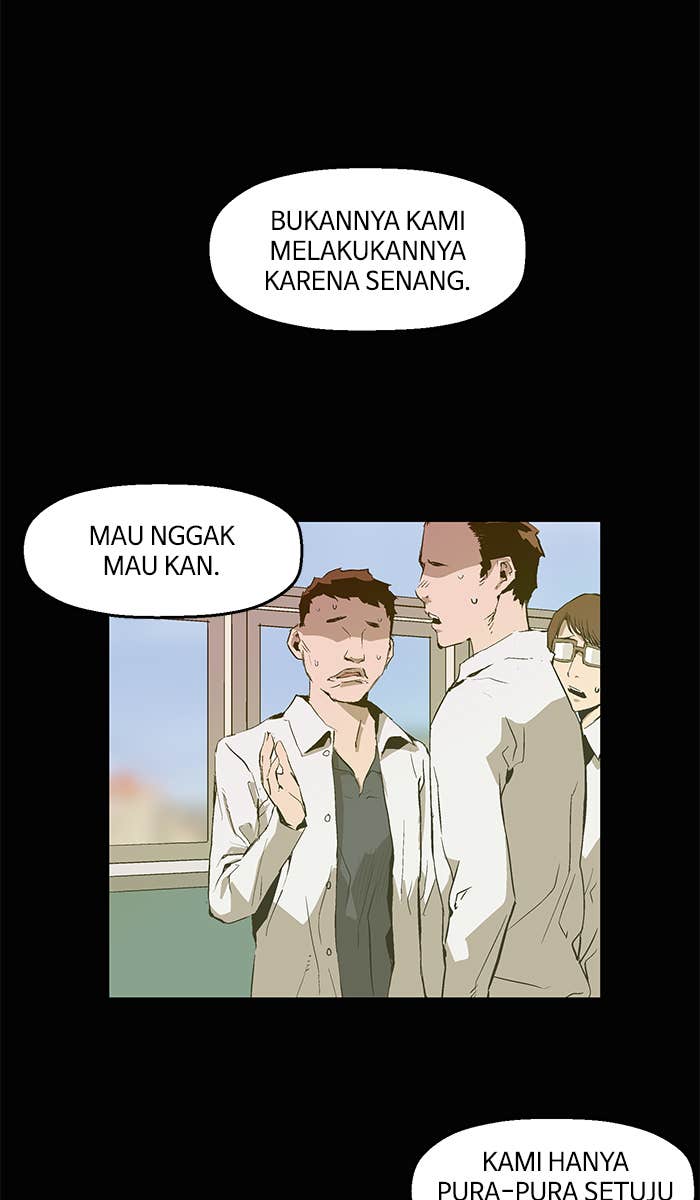 BUKANNYA KAMI
MELAKUKANNYA
KARENA SENANG.
MAU NGGAK
MAU KAN.
KAMI HANYA
PURA-PURA SETUJU